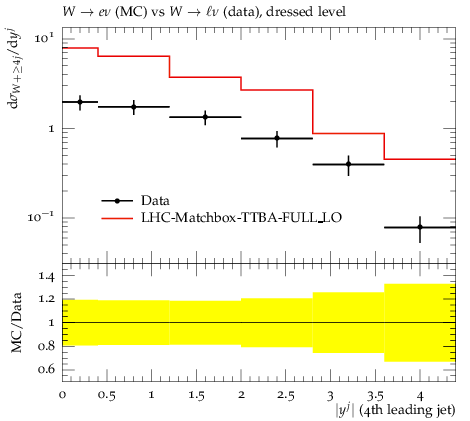 W → eν (MC) vs W → ℓν (data), dressed level
dσ_{W+≥4j}/dy^j
10^1
1
10^{−1}
Data
LHC-Matchbox-TTBA-FULL_LO
MC/Data
1.4
1.2
1
0.8
0.6
0 0.5 1 1.5 2 2.5 3 3.5 4
|y^j| (4th leading jet)